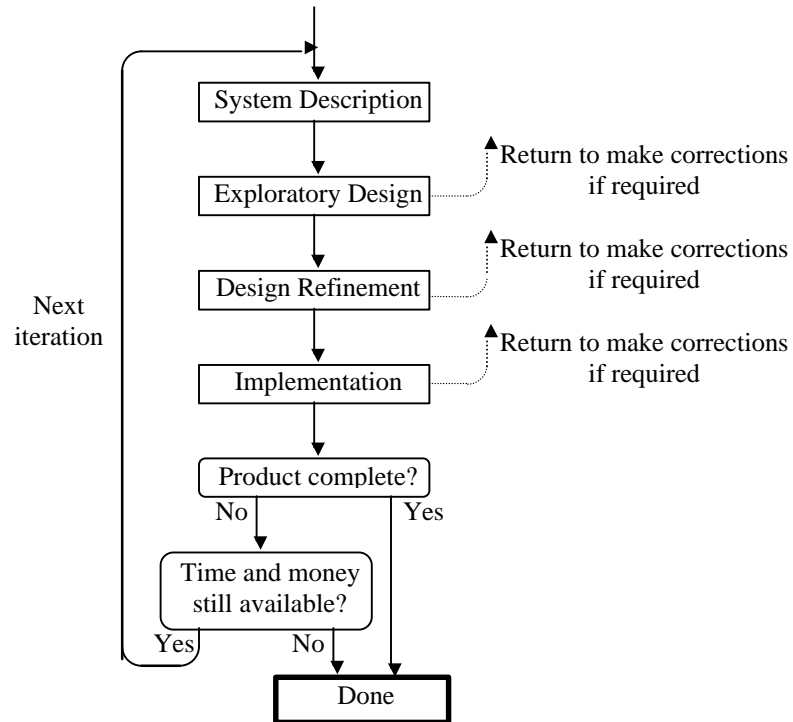 System Description
Return to make corrections
if required
Exploratory Design
Return to make corrections
if required
Design Refinement
Next
iteration
Return to make corrections
if required
Implementation
Product complete?
No
Yes
Time and money
still available?
Yes
No
Done